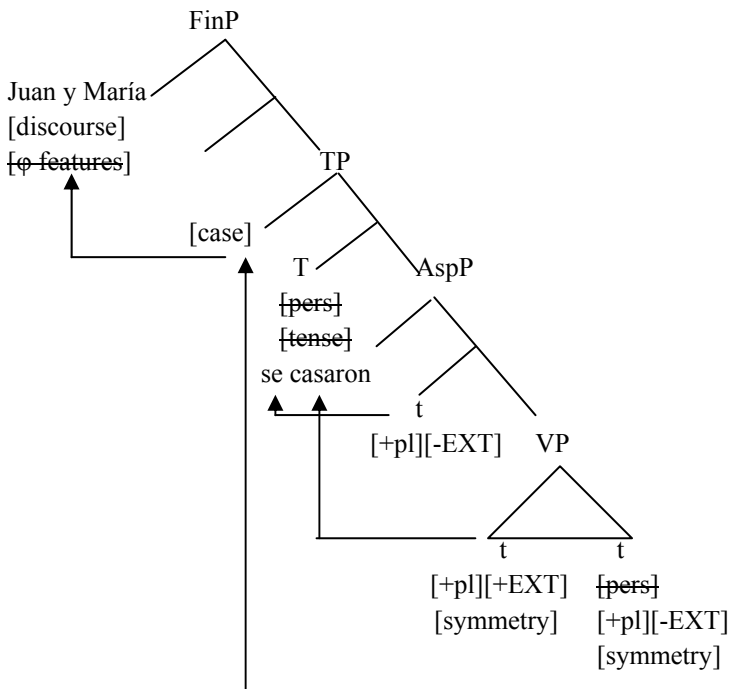 FinP
Juan y María
[discourse]
[φ features]
TP
[case]
T
AspP
[pers]
[tense]
se casaron
t
[+pl][-EXT]
VP
t t
[+pl][+EXT] [pers]
[symmetry] [+pl][-EXT]
[symmetry]